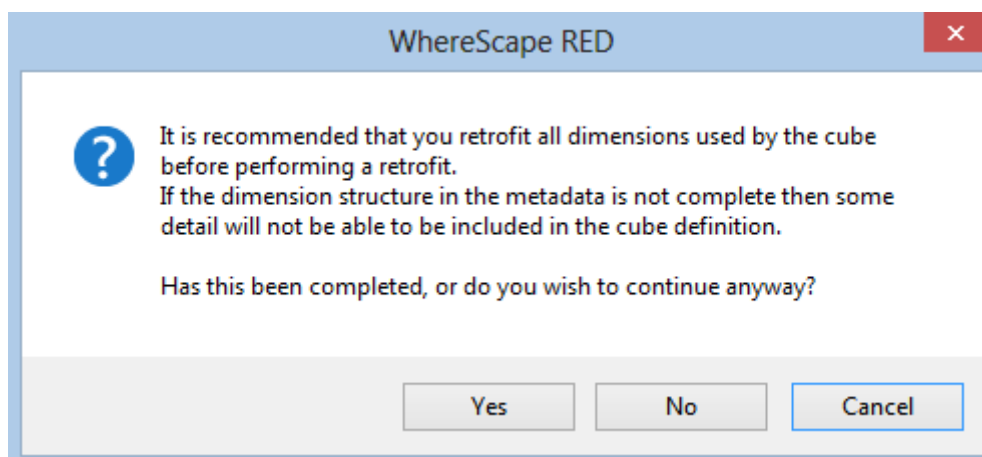 WhereScape RED
It is recommended that you retrofit all dimensions used by the cube
before performing a retrofit.
If the dimension structure in the metadata is not complete then some
detail will not be able to be included in the cube definition.
Has this been completed, or do you wish to continue anyway?
Yes No Cancel